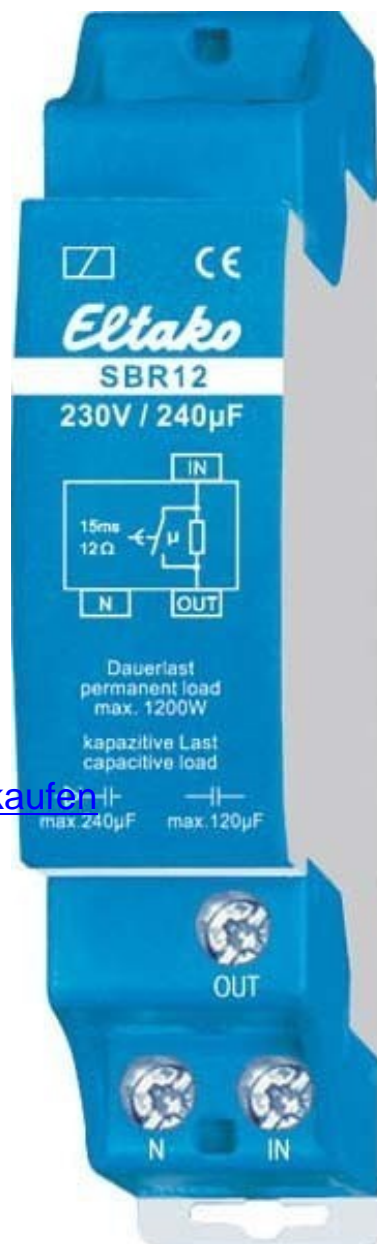 CE
Eltako
SBR12
230V / 240µF
IN
15ms
12Ω
µ
N OUT
Dauerlast
permanent load
max. 1200W
kapazitive Last
capacitive load
kaufen
max.240µF max.120µF
OUT
N IN